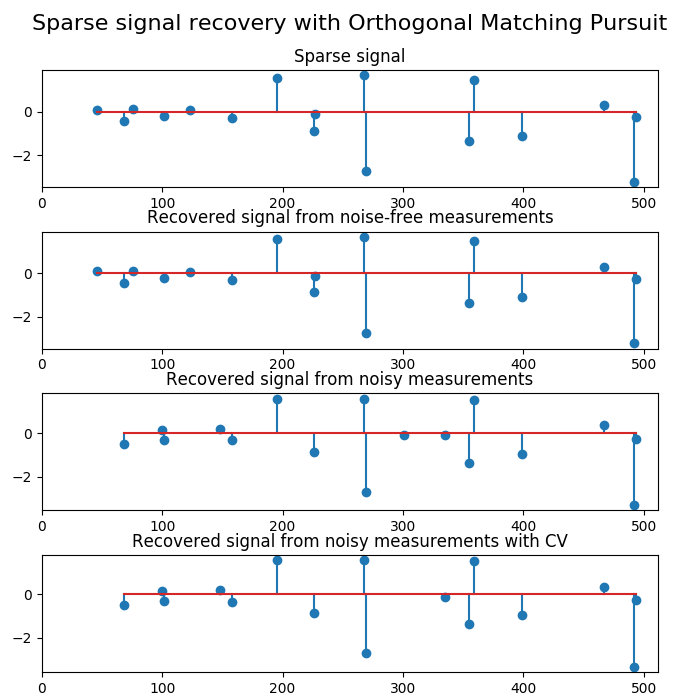 Sparse signal recovery with Orthogonal Matching Pursuit
Sparse signal
0
−2
0 100 200 300 400 500
Recovered signal from noise-free measurements
0
−2
0 100 200 300 400 500
Recovered signal from noisy measurements
0
−2
0 100 200 300 400 500
Recovered signal from noisy measurements with CV
0
−2
0 100 200 300 400 500